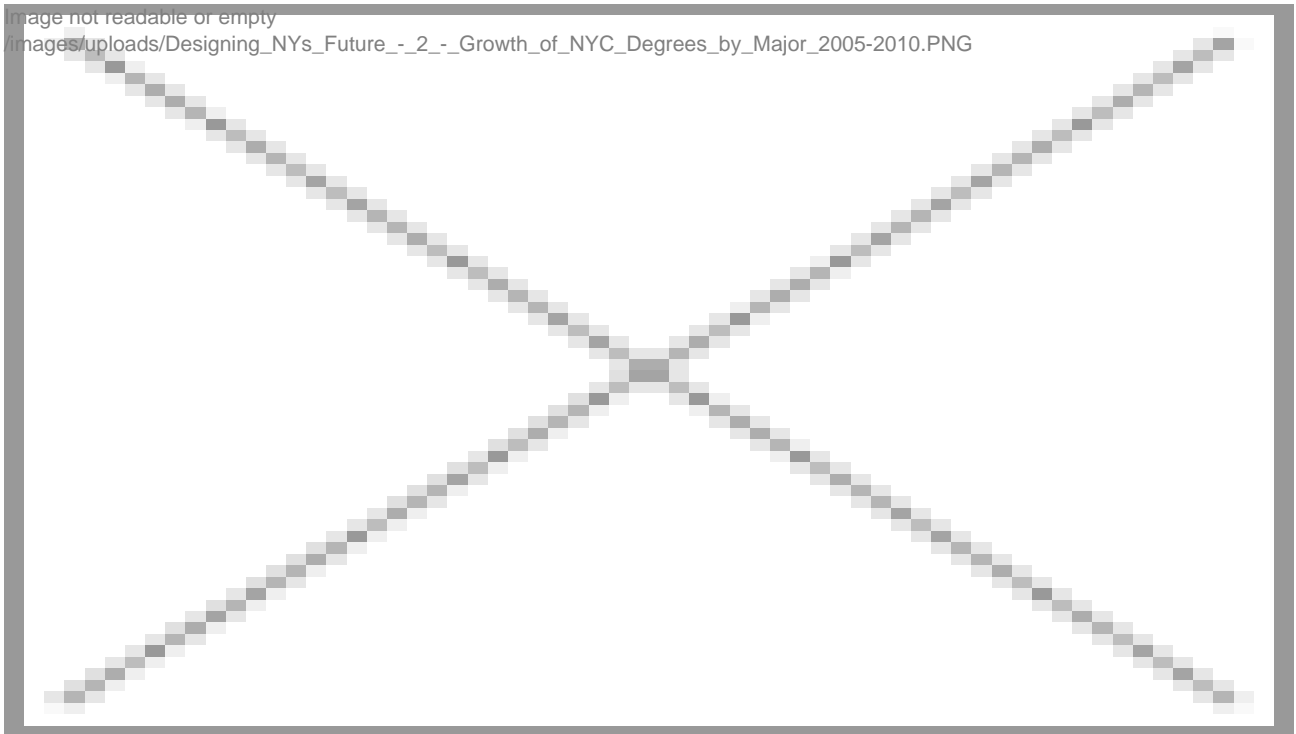 Image not readable or empty
/images/uploads/Designing_NYs_Future_-_2_-_Growth_of_NYC_Degrees_by_Major_2005-2010.PNG